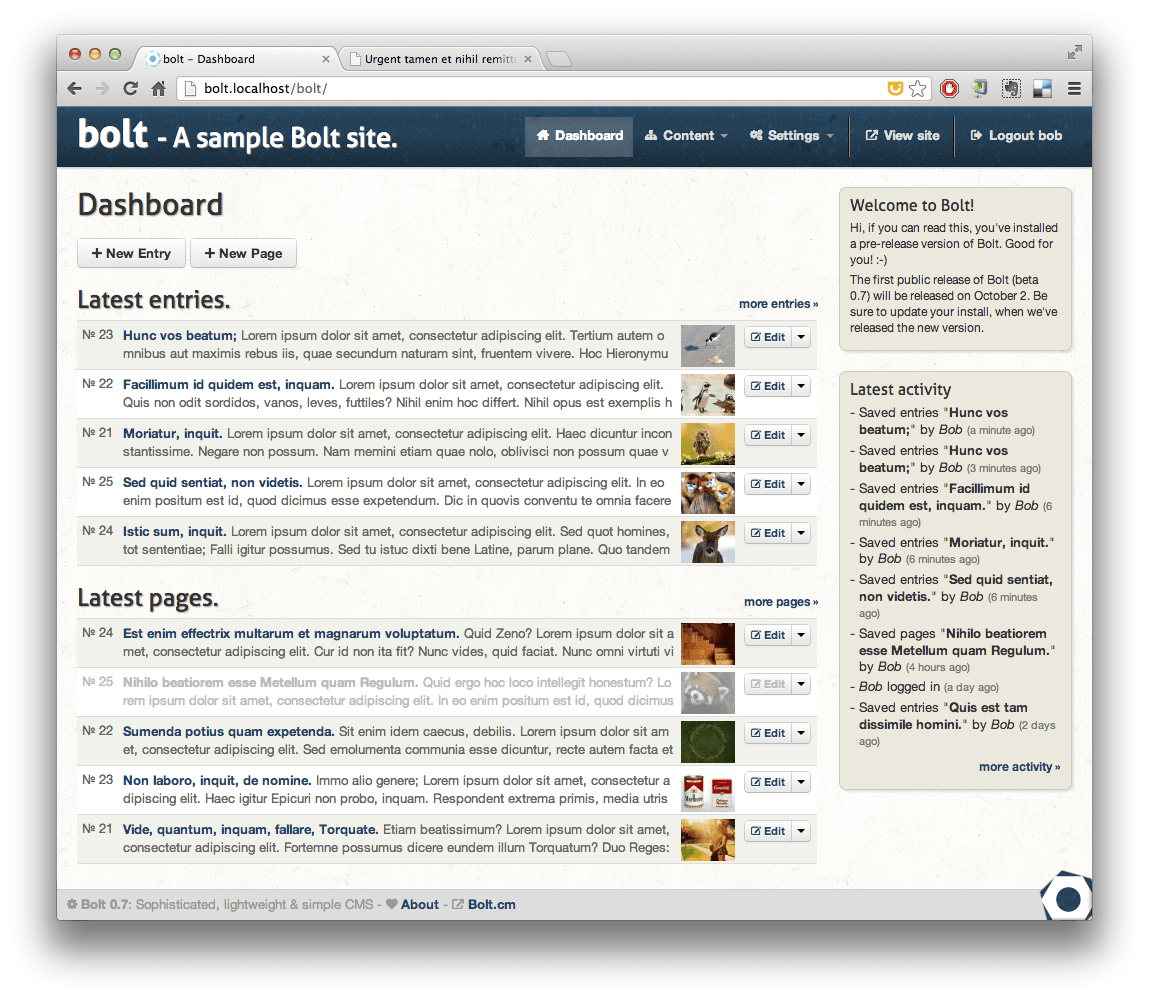 bolt – Dashboard
Urgent tamen et nihil remittu
bolt.localhost/bolt/
bolt - A sample Bolt site.
Dashboard
Content
Settings
View site
Logout bob
Dashboard
+ New Entry
+ New Page
Latest entries.
more entries »
№ 23 Hunc vos beatum; Lorem ipsum dolor sit amet, consectetur adipiscing elit. Tertium autem o
mnibus aut maximis rebus iis, quae secundum naturam sint, fruentem vivere. Hoc Hieronymu
Edit
№ 22 Facillimum id quidem est, inquam. Lorem ipsum dolor sit amet, consectetur adipiscing elit.
Quis non odit sordidos, vanos, leves, futtiles? Nihil enim hoc differt. Nihil opus est exemplis h
Edit
№ 21 Moriatur, inquit. Lorem ipsum dolor sit amet, consectetur adipiscing elit. Haec dicuntur incon
stantissime. Negare non possum. Nam memini etiam quae nolo, oblivisci non possum quae v
Edit
№ 25 Sed quid sentiat, non videtis. Lorem ipsum dolor sit amet, consectetur adipiscing elit. In eo
enim positum est id, quod dicimus esse expetendum. Dic in quovis conventu te omnia facere
Edit
№ 24 Istic sum, inquit. Lorem ipsum dolor sit amet, consectetur adipiscing elit. Sed quot homines,
tot sententiae; Falli igitur possumus. Sed tu istuc dixti bene Latine, parum plane. Quo tandem
Edit
Latest pages.
more pages »
№ 24 Est enim effectrix multarum et magnarum voluptatum. Quid Zeno? Lorem ipsum dolor sit a
met, consectetur adipiscing elit. Cur id non ita fit? Nunc vides, quid faciat. Nunc omni virtuti vi
Edit
№ 25 Nihilo beatiorem esse Metellum quam Regulum. Quid ergo hoc loco intellegit honestum? Lo
rem ipsum dolor sit amet, consectetur adipiscing elit. In eo enim positum est id, quod dicimus
Edit
№ 22 Sumenda potius quam expetenda. Sit enim idem caecus, debilis. Lorem ipsum dolor sit am
et, consectetur adipiscing elit. Sed emolumenta communia esse dicuntur, recte autem facta et
Edit
№ 23 Non laboro, inquit, de nomine. Immo alio genere; Lorem ipsum dolor sit amet, consectetur a
dipiscing elit. Haec igitur Epicuri non probo, inquam. Respondent extrema primis, media utris
Edit
№ 21 Vide, quantum, inquam, fallare, Torquate. Etiam beatissimum? Lorem ipsum dolor sit amet,
consectetur adipiscing elit. Fortemne possumus dicere eundem illum Torquatum? Duo Reges:
Edit
Welcome to Bolt!
Hi, if you can read this, you've installed
a pre-release version of Bolt. Good for
you! :-)
The first public release of Bolt (beta
0.7) will be released on October 2. Be
sure to update your install, when we've
released the new version.
Latest activity
- Saved entries "Hunc vos
beatum;" by Bob (a minute ago)
- Saved entries "Hunc vos
beatum;" by Bob (3 minutes ago)
- Saved entries "Facillimum id
quidem est, inquam." by Bob (6
minutes ago)
- Saved entries "Moriatur, inquit."
by Bob (6 minutes ago)
- Saved entries "Sed quid sentiat,
non videtis." by Bob (6 minutes
ago)
- Saved pages "Nihilo beatiorem
esse Metellum quam Regulum."
by Bob (4 hours ago)
- Bob logged in (a day ago)
- Saved entries "Quis est tam
dissimile homini." by Bob (2 days
ago)
more activity »
Bolt 0.7: Sophisticated, lightweight & simple CMS - About - Bolt.cm